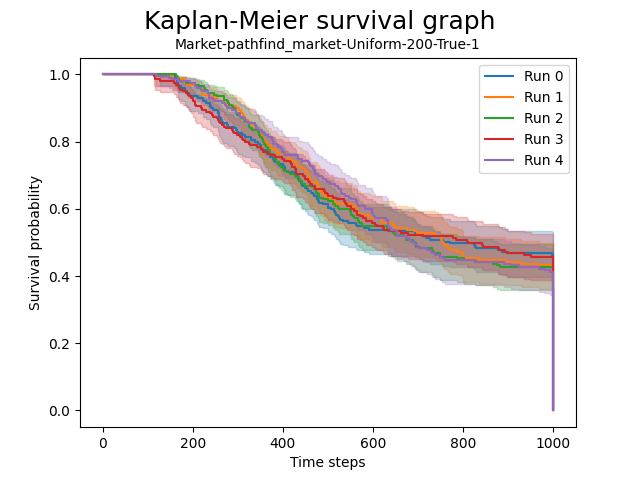 Kaplan-Meier survival graph
Market-pathfind_market-Uniform-200-True-1
Survival probability
1.0
0.8
0.6
0.4
0.2
0.0
Run 0
Run 1
Run 2
Run 3
Run 4
0 200 400 600 800 1000
Time steps